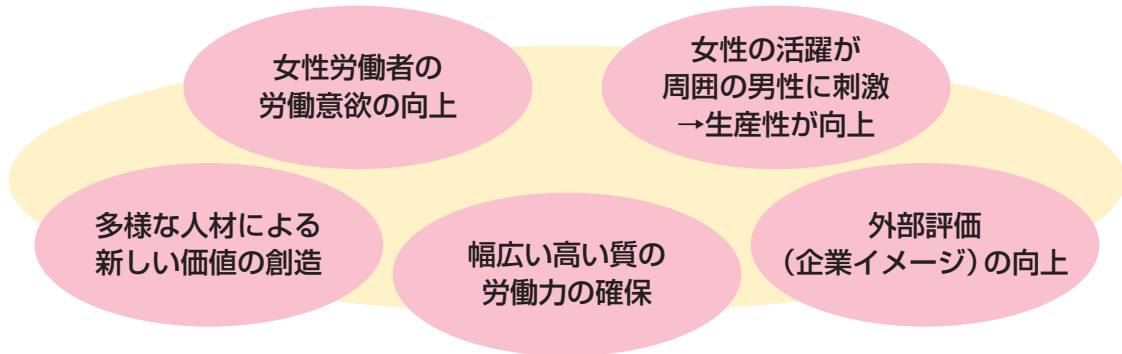 女性労働者の
労働意欲の向上
女性の活躍が
周囲の男性に刺激
→生産性が向上
多様な人材による
新しい価値の創造
幅広い高い質の
労働力の確保
外部評価
（企業イメージ）の向上